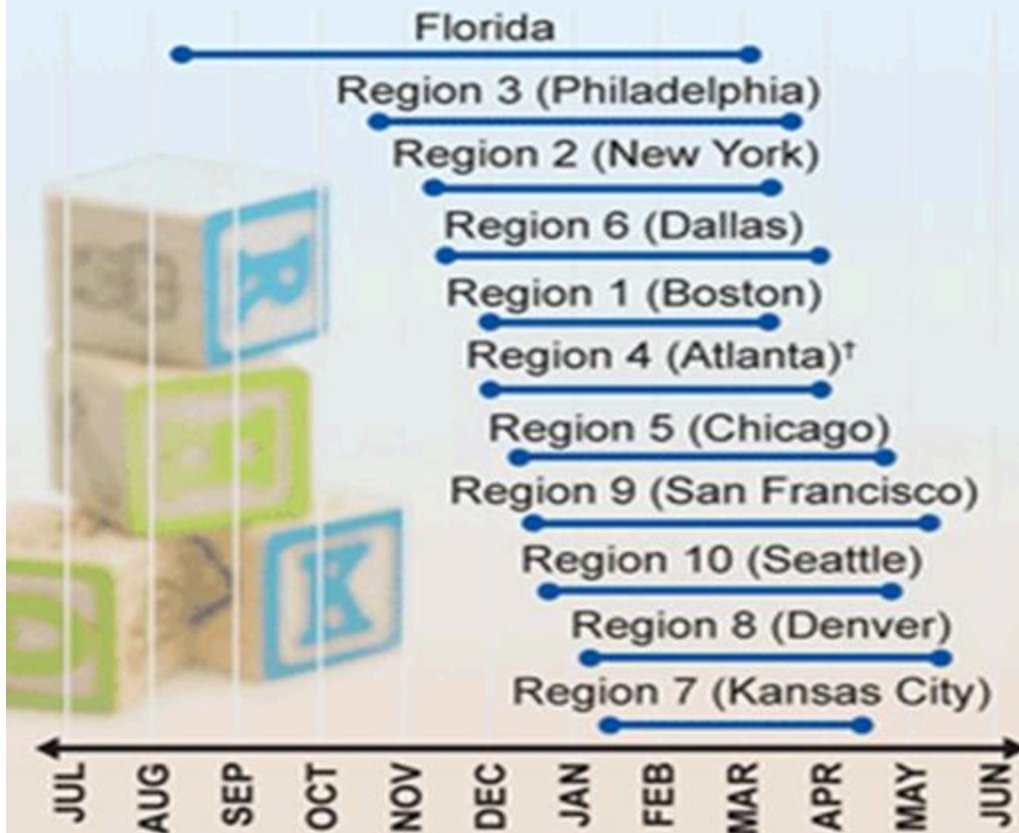 Florida
Region 3 (Philadelphia)
Region 2 (New York)
Region 6 (Dallas)
Region 1 (Boston)
Region 4 (Atlanta)†
Region 5 (Chicago)
Region 9 (San Francisco)
Region 10 (Seattle)
Region 8 (Denver)
Region 7 (Kansas City)
R
K
JUL AUG SEP OCT NOV DEC JAN FEB MAR APR MAY JUN